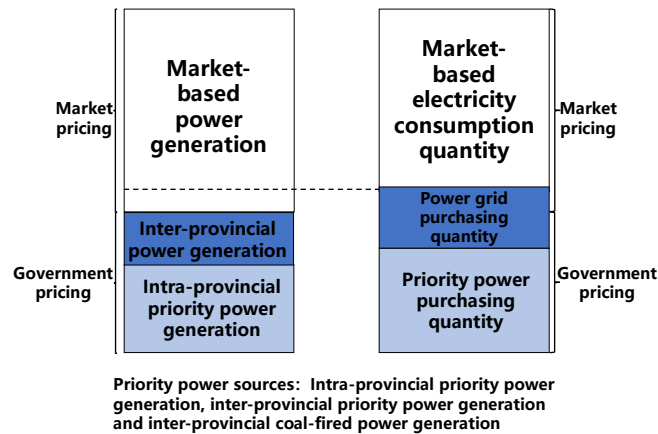 Market-
based
power
generation
Market
pricing
Inter-provincial
power generation
Intra-provincial
priority power
generation
Government
pricing
Market-
based
electricity
consumption
quantity
Market
pricing
Power grid
purchasing
quantity
Priority power
purchasing
quantity
Government
pricing
Priority power sources: Intra-provincial priority power
generation, inter-provincial priority power generation
and inter-provincial coal-fired power generation